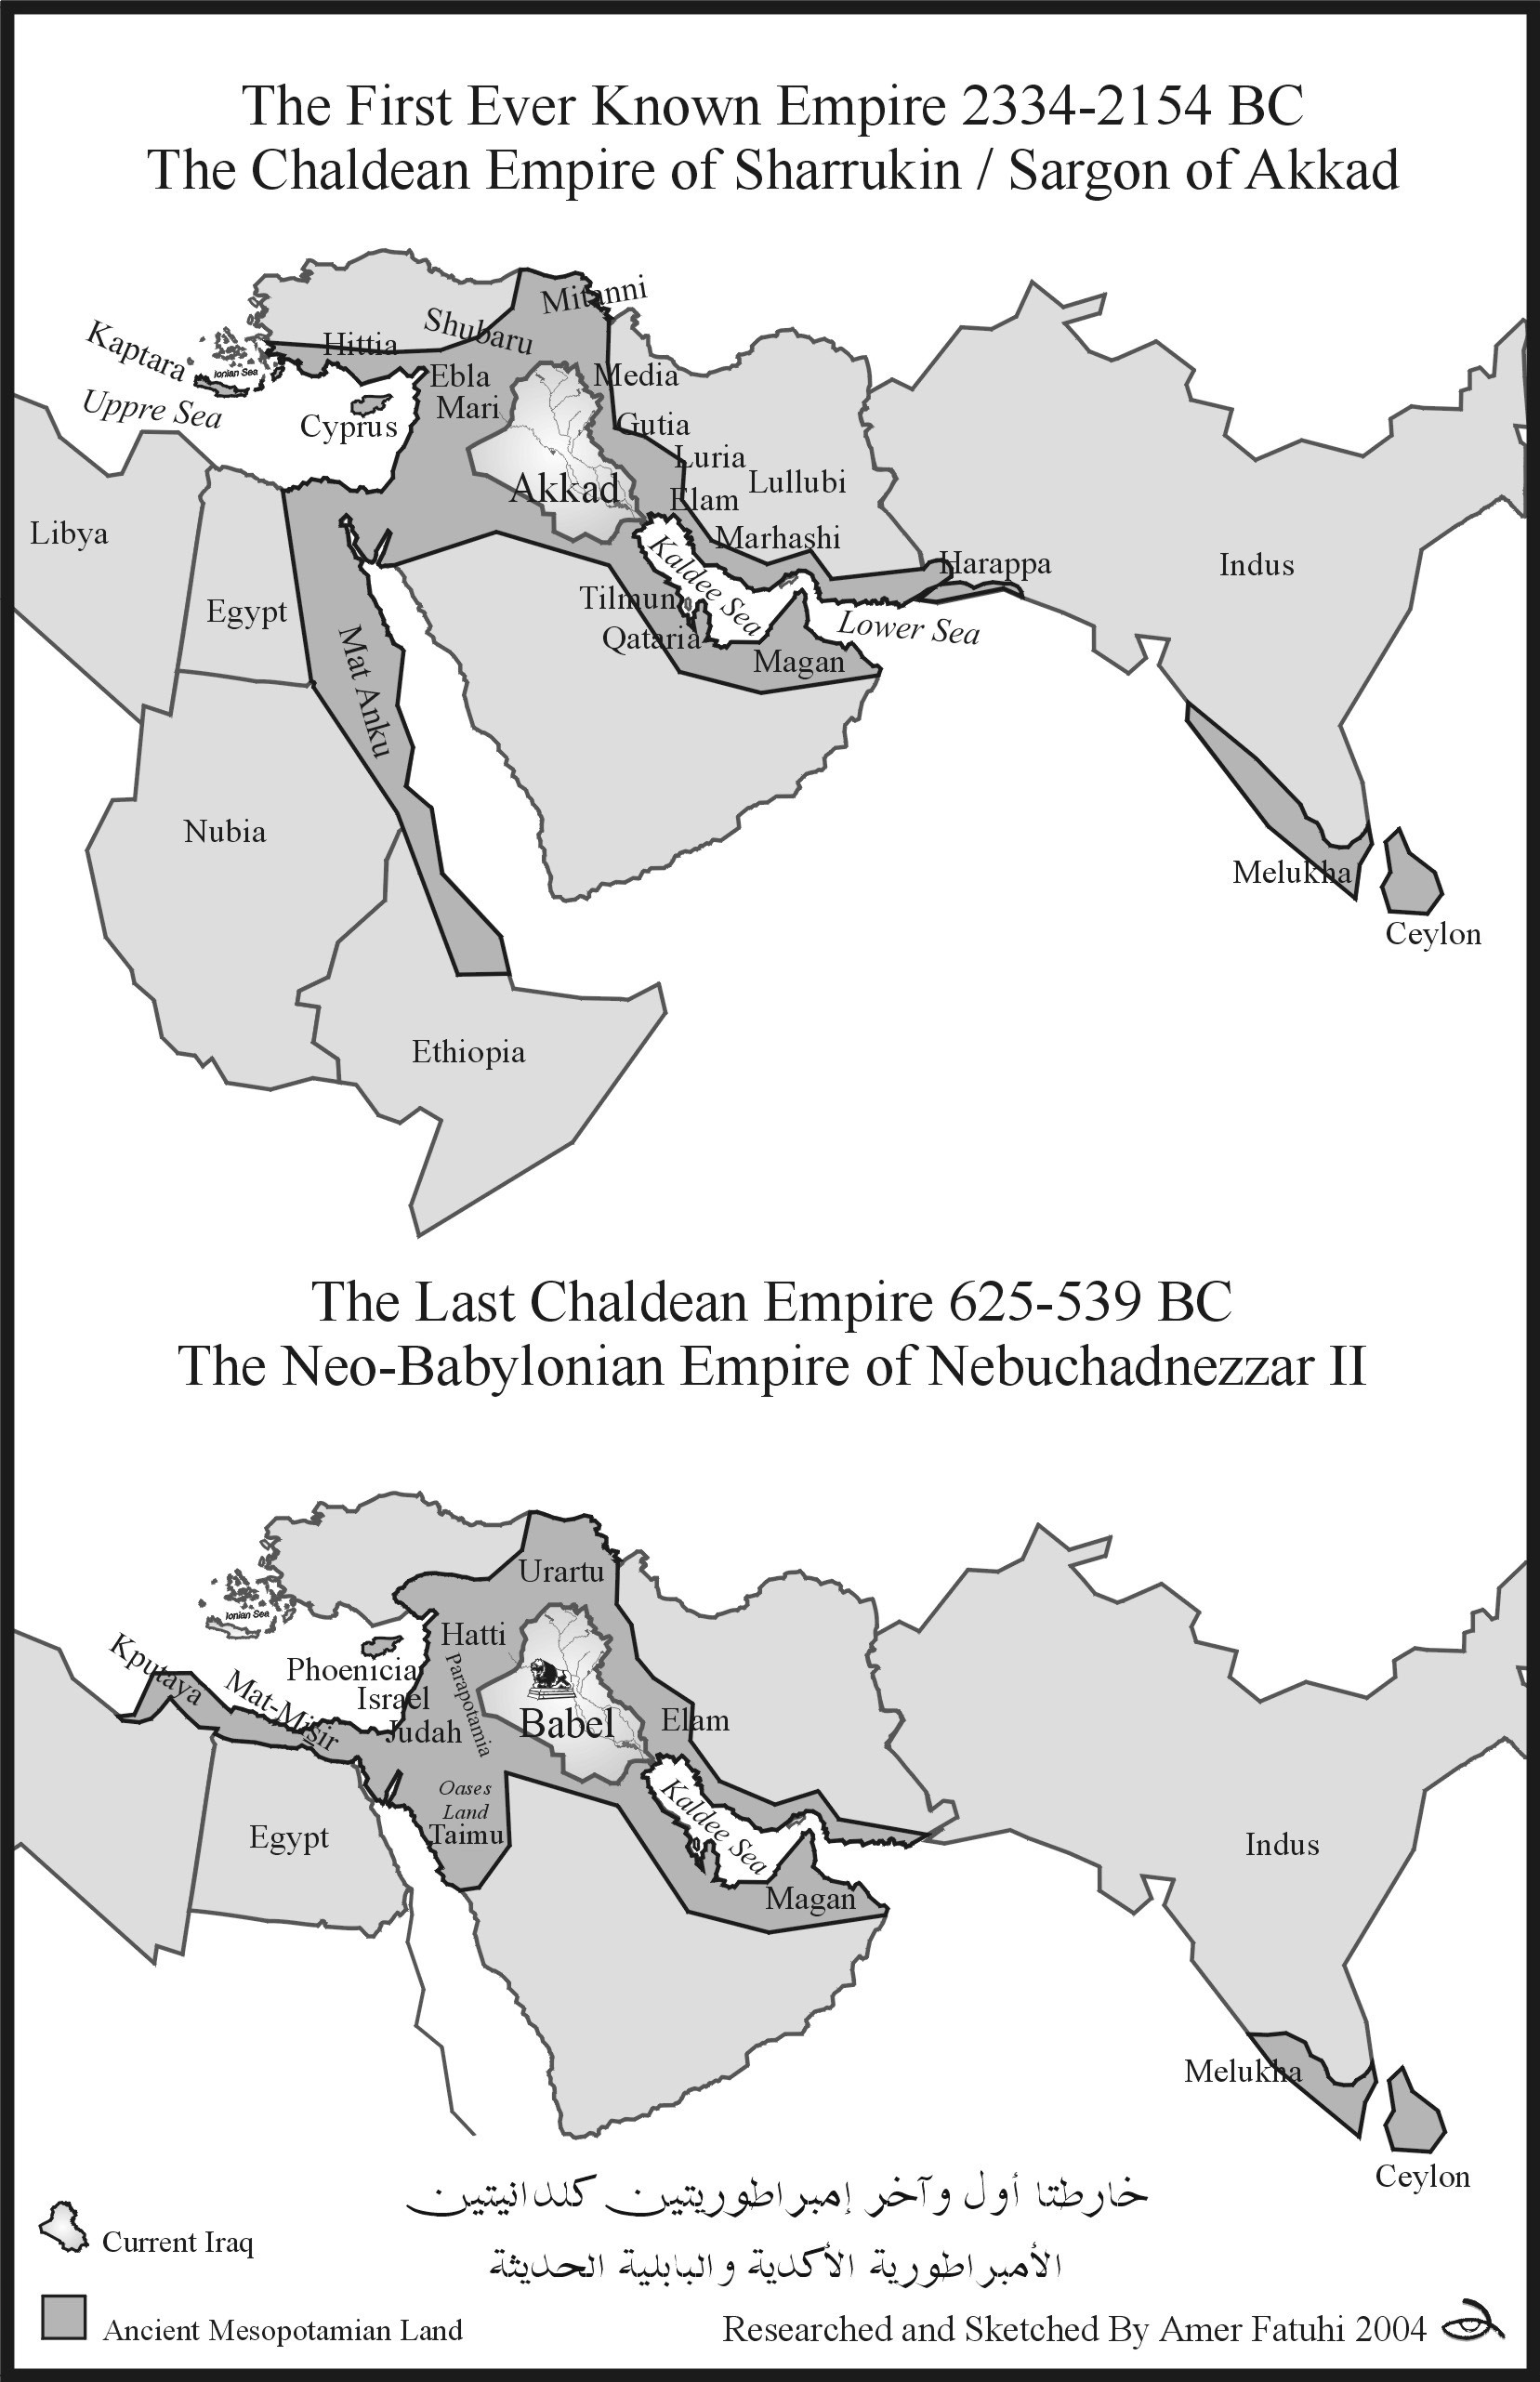 The First Ever Known Empire 2334-2154 BC
The Chaldean Empire of Sharrukin / Sargon of Akkad
Mitanni
Shubaru
Hittia
Kaptara
Ionian Sea
Ebla
Media
Uppre Sea
Mari
Cyprus
Gutia
Luria
Lullubi
Akkad
Elam
Libya
Marhashi
Kaldee Sea
Harappa
Indus
Egypt
Tilmun
Qataria
Lower Sea
Mat Anku
Magan
Nubia
Melukha
Ceylon
Ethiopia
The Last Chaldean Empire 625-539 BC
The Neo-Babylonian Empire of Nebuchadnezzar II
Urartu
Ionian Sea
Hatti
Kputaya
Phoenicia
Mat-Misir
Israel
Parapotamia
Judah
Babel
Elam
Oases
Land
Taimu
Kaldee Sea
Egypt
Indus
Magan
Melukha
Ceylon
خارطتا أول وآخر إمبراطوريتين كلدانيتين
الأمبراطورية الأكدية والبابلية الحديثة
Current Iraq
Ancient Mesopotamian Land
Researched and Sketched By Amer Fatuhi 2004